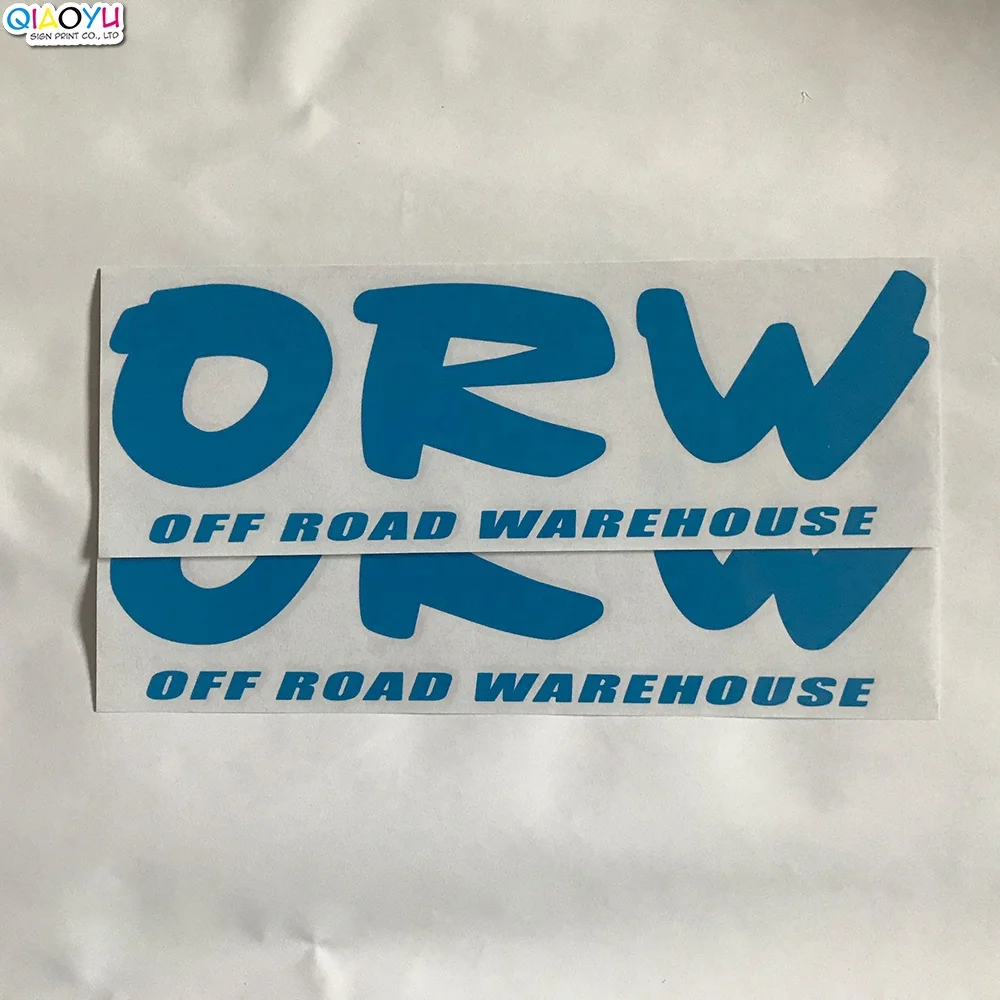 QIAOYU
SIGN PRINT CO., LTD
ORW
OFF ROAD WAREHOUSE
ORW
OFF ROAD WAREHOUSE